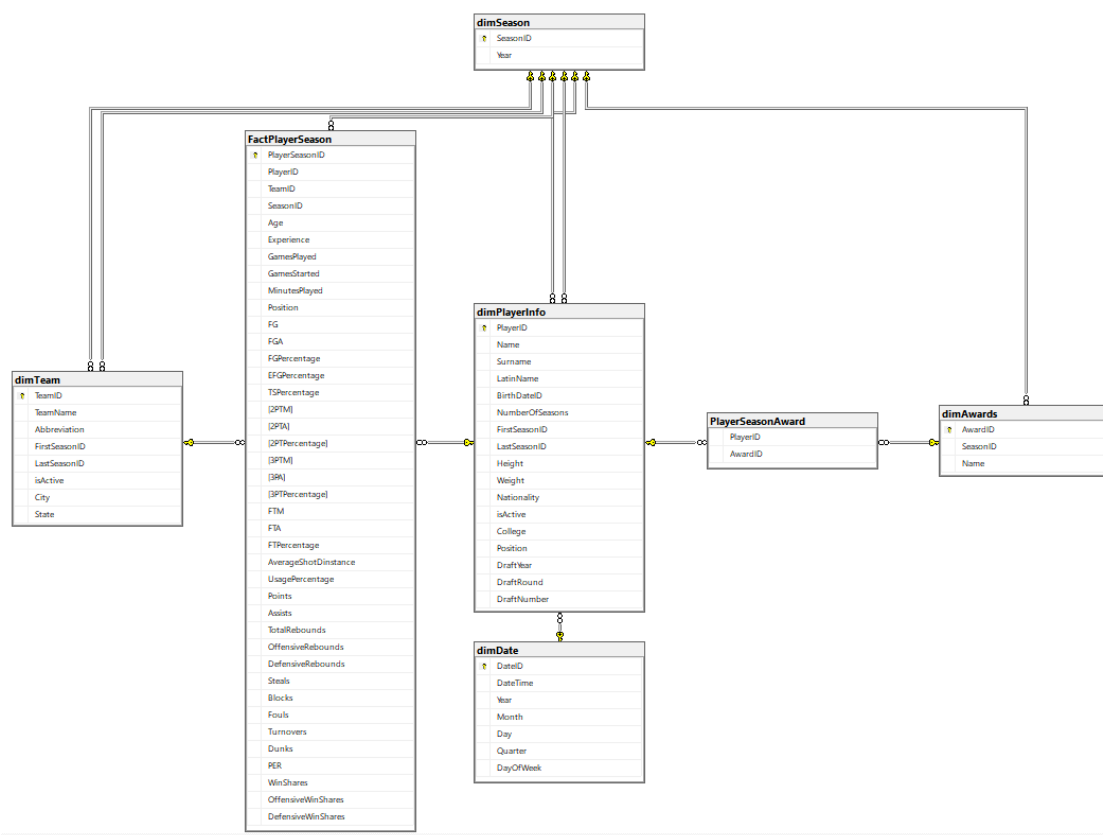 dimSeason
SeasonID
Year
FactPlayerSeason
PlayerSeasonID
PlayerID
TeamID
SeasonID
Age
Experience
GamesPlayed
GamesStarted
MinutesPlayed
Position
FG
FGA
FGPercentage
EFGPercentage
TSPercentage
[2PTM]
[2PTA]
[2PTPercentage]
[3PTM]
[3PA]
[3PTPercentage]
FTM
FTA
FTPercentage
AverageShotDinstance
UsagePercentage
Points
Assists
TotalRebounds
OffensiveRebounds
DefensiveRebounds
Steals
Blocks
Fouls
Turnovers
Dunks
PER
WinShares
OffensiveWinShares
DefensiveWinShares
dimTeam
TeamID
TeamName
Abbreviation
FirstSeasonID
LastSeasonID
isActive
City
State
dimPlayerInfo
PlayerID
Name
Surname
LatinName
BirthDateID
NumberOfSeasons
FirstSeasonID
LastSeasonID
Height
Weight
Nationality
isActive
College
Position
DraftYear
DraftRound
DraftNumber
PlayerSeasonAward
PlayerID
AwardID
dimAwards
AwardID
SeasonID
Name
dimDate
DateID
DateTime
Year
Month
Day
Quarter
DayOfWeek